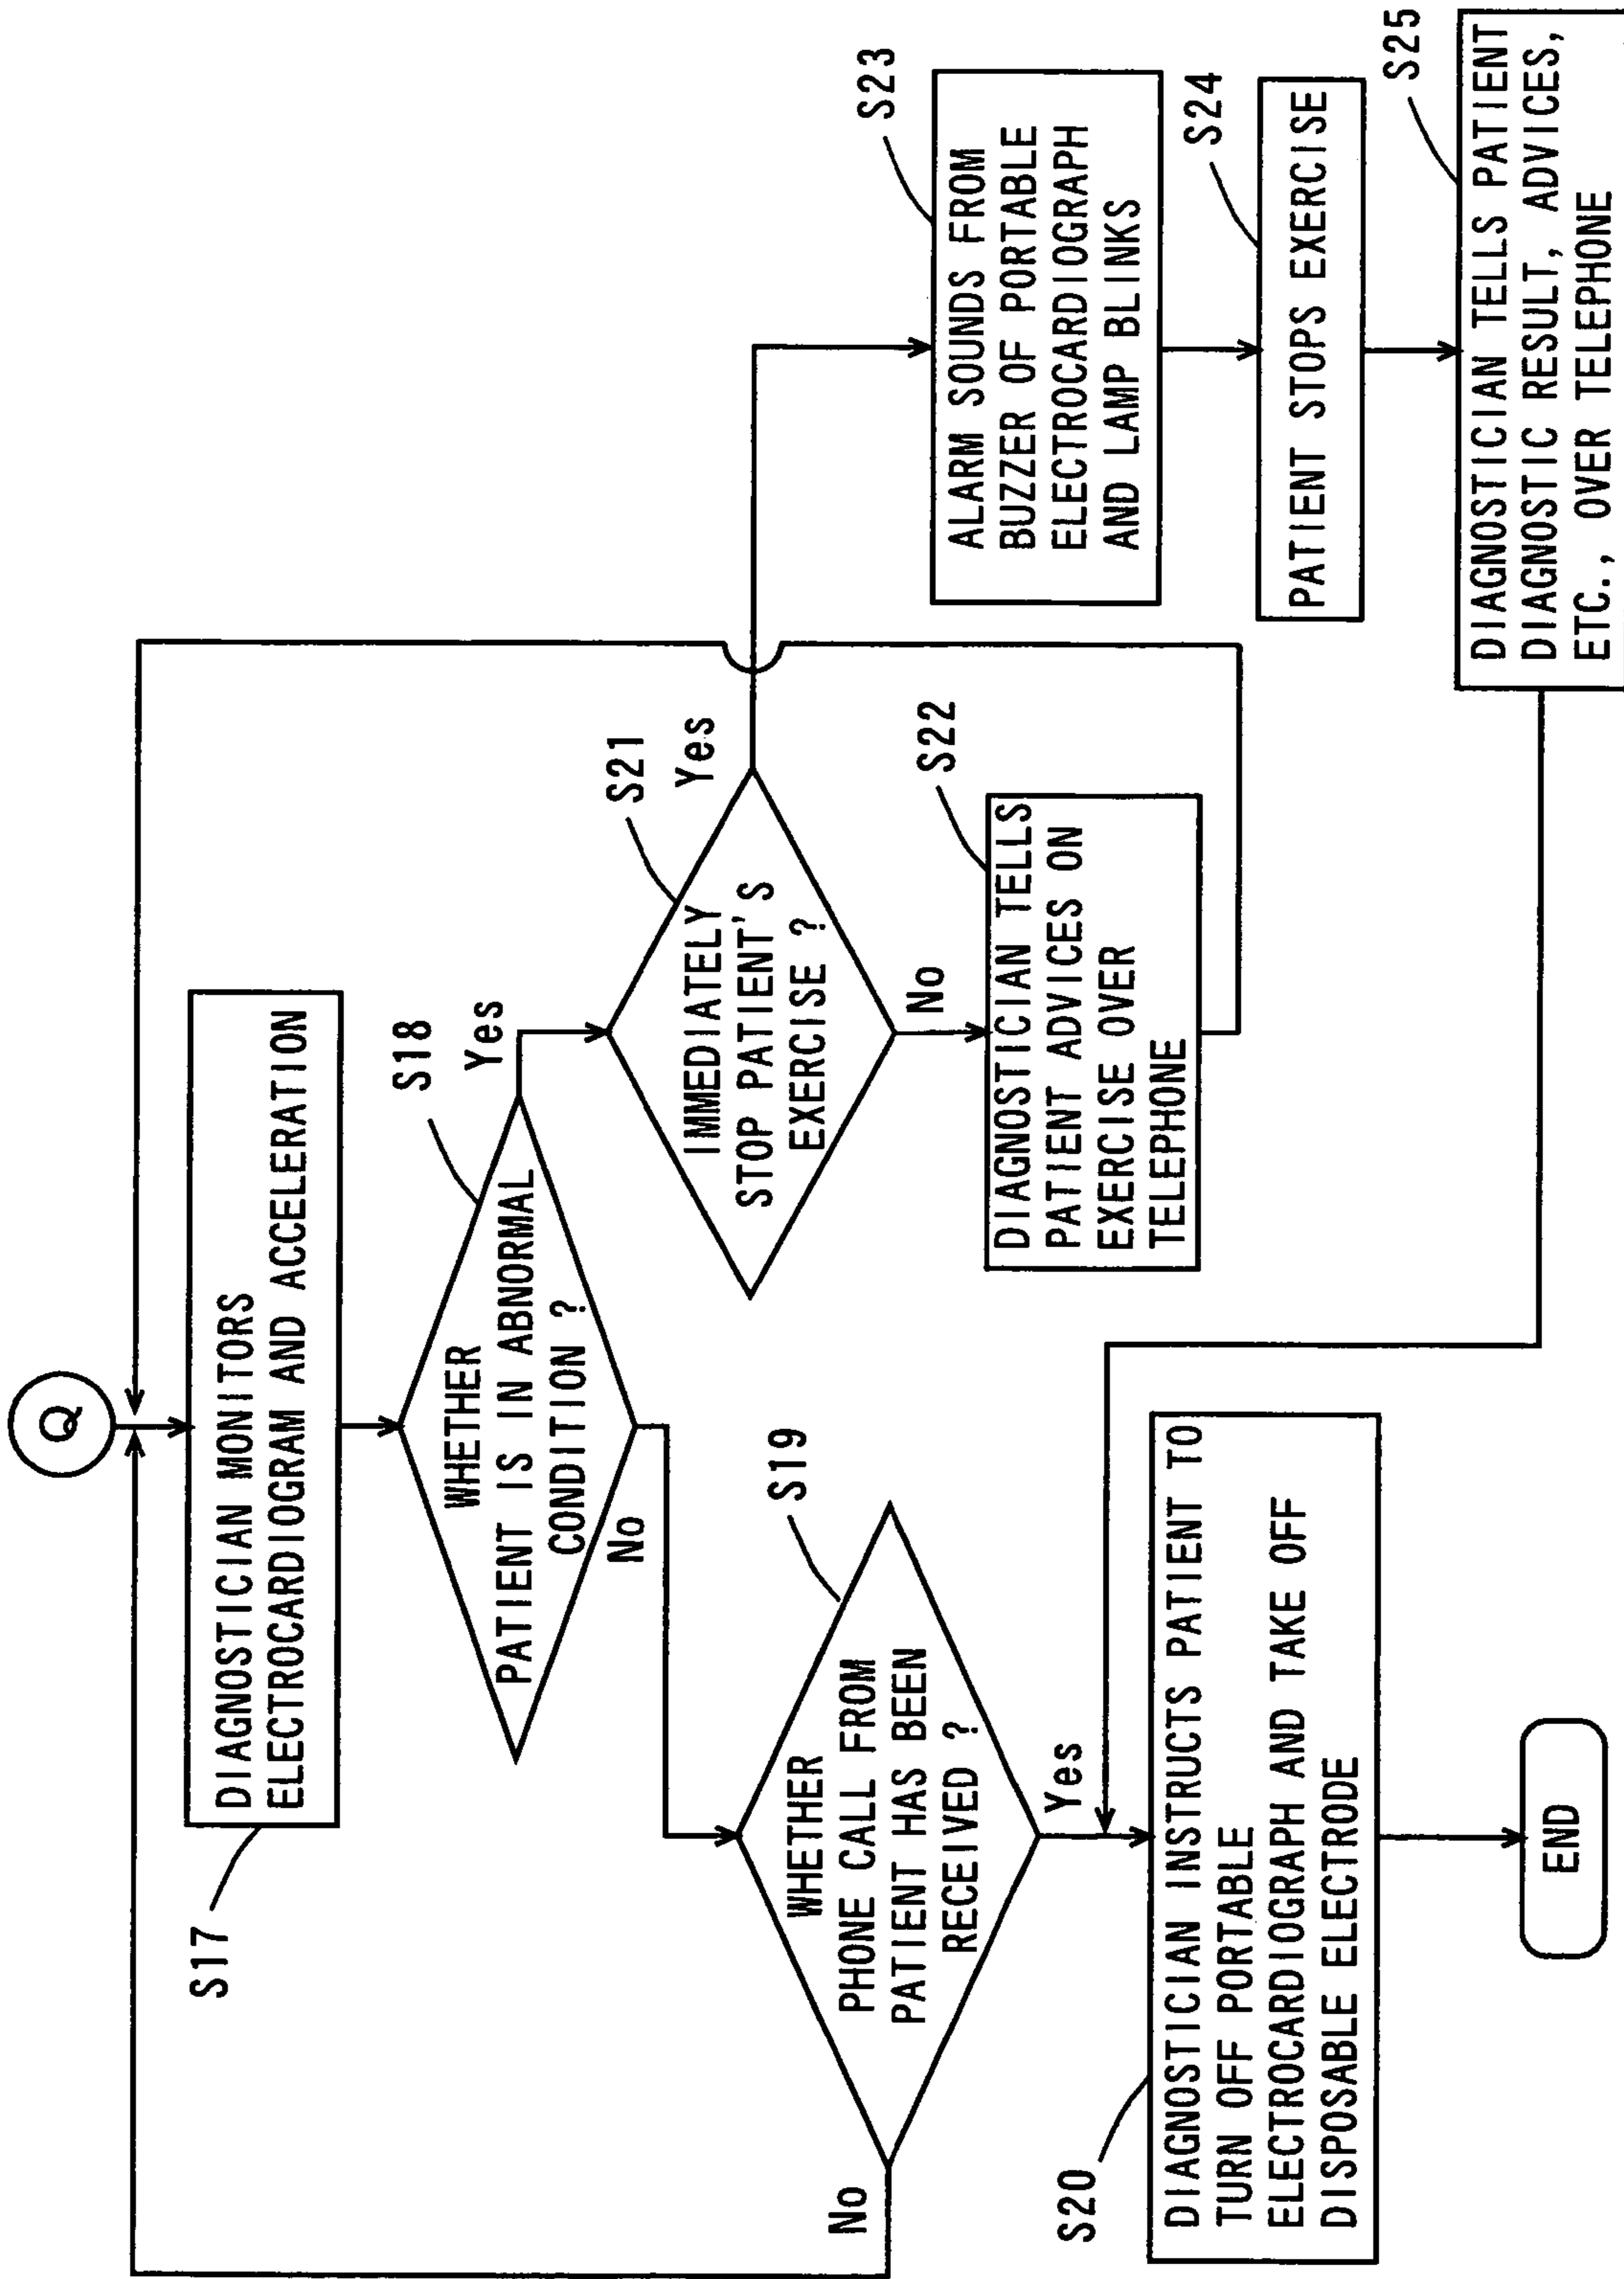 Q
S17
DIAGNOSTICIAN MONITORS
ELECTROCARDIOGRAM AND ACCELERATION
S18
WHETHER
PATIENT IS IN ABNORMAL
CONDITION ?
Yes
No
S19
WHETHER
PHONE CALL FROM
PATIENT HAS BEEN
RECEIVED ?
No
Yes
S20
DIAGNOSTICIAN INSTRUCTS PATIENT TO
TURN OFF PORTABLE
ELECTROCARDIOGRAPH AND TAKE OFF
DISPOSABLE ELECTRODE
END
S21
IMMEDIATELY
STOP PATIENT'S
EXERCISE ?
Yes
No
S22
DIAGNOSTICIAN TELLS
PATIENT ADVICES ON
EXERCISE OVER
TELEPHONE
S23
ALARM SOUNDS FROM
BUZZER OF PORTABLE
ELECTROCARDIOGRAPH
AND LAMP BLINKS
S24
PATIENT STOPS EXERCISE
S25
DIAGNOSTICIAN TELLS PATIENT
DIAGNOSTIC RESULT, ADVICES,
ETC., OVER TELEPHONE